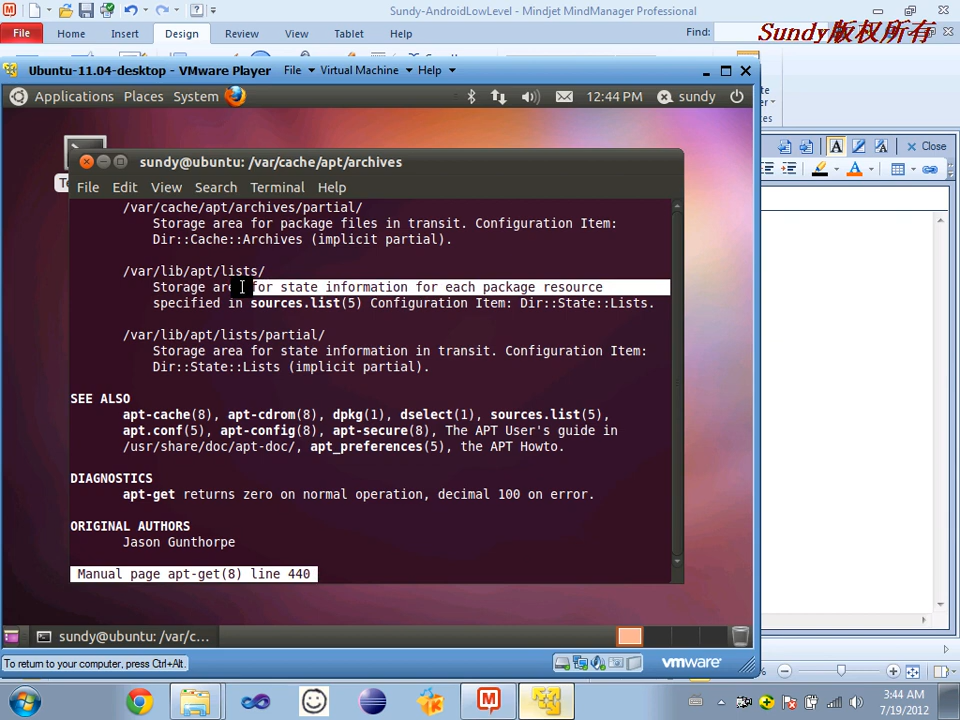 Sundy-AndroidLowLevel - Mindjet MindManager Professional
File Home Insert Design Review View Tablet Help
Find:
Sundy版权所有
Ubuntu-11.04-desktop - VMware Player File Virtual Machine Help
Applications Places System 12:44 PM sundy
Close
sundy@ubuntu: /var/cache/apt/archives
File Edit View Search Terminal Help
/var/cache/apt/archives/partial/
Storage area for package files in transit. Configuration Item:
Dir::Cache::Archives (implicit partial).
/var/lib/apt/lists/
Storage area for state information for each package resource
specified in sources.list(5) Configuration Item: Dir::State::Lists.
/var/lib/apt/lists/partial/
Storage area for state information in transit. Configuration Item:
Dir::State::Lists (implicit partial).
SEE ALSO
apt-cache(8), apt-cdrom(8), dpkg(1), dselect(1), sources.list(5),
apt.conf(5), apt-config(8), apt-secure(8), The APT User's guide in
/usr/share/doc/apt-doc/, apt_preferences(5), the APT Howto.
DIAGNOSTICS
apt-get returns zero on normal operation, decimal 100 on error.
ORIGINAL AUTHORS
Jason Gunthorpe
Manual page apt-get(8) line 440
sundy@ubuntu: /var/c...
To return to your computer, press Ctrl+Alt.
vmware
3:44 AM
7/19/2012